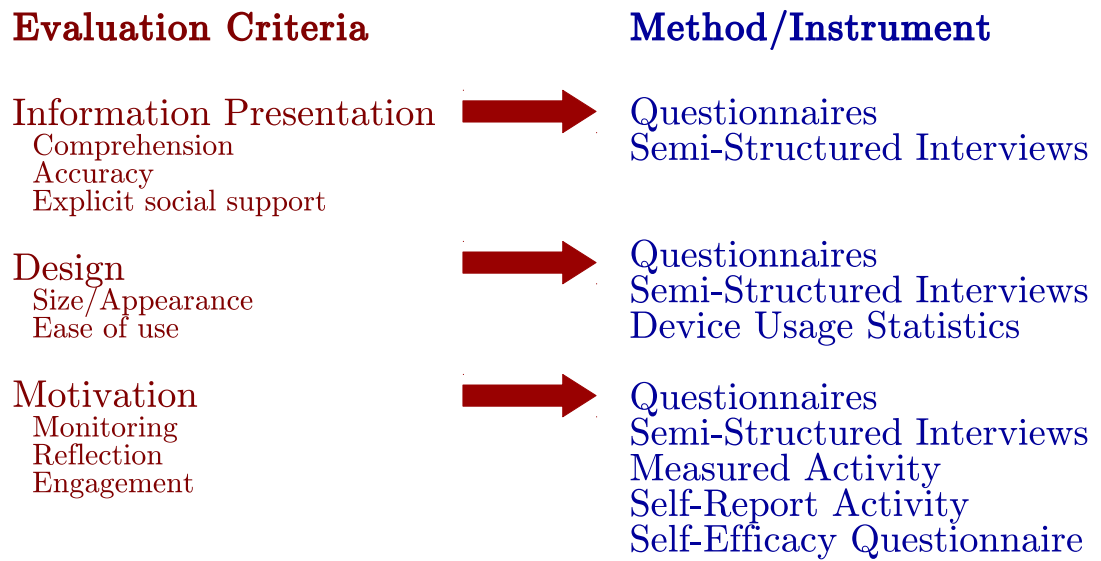 Evaluation Criteria
Method/Instrument
Information Presentation
Comprehension
Accuracy
Explicit social support
Questionnaires
Semi-Structured Interviews
Design
Size/Appearance
Ease of use
Questionnaires
Semi-Structured Interviews
Device Usage Statistics
Motivation
Monitoring
Reflection
Engagement
Questionnaires
Semi-Structured Interviews
Measured Activity
Self-Report Activity
Self-Efficacy Questionnaire